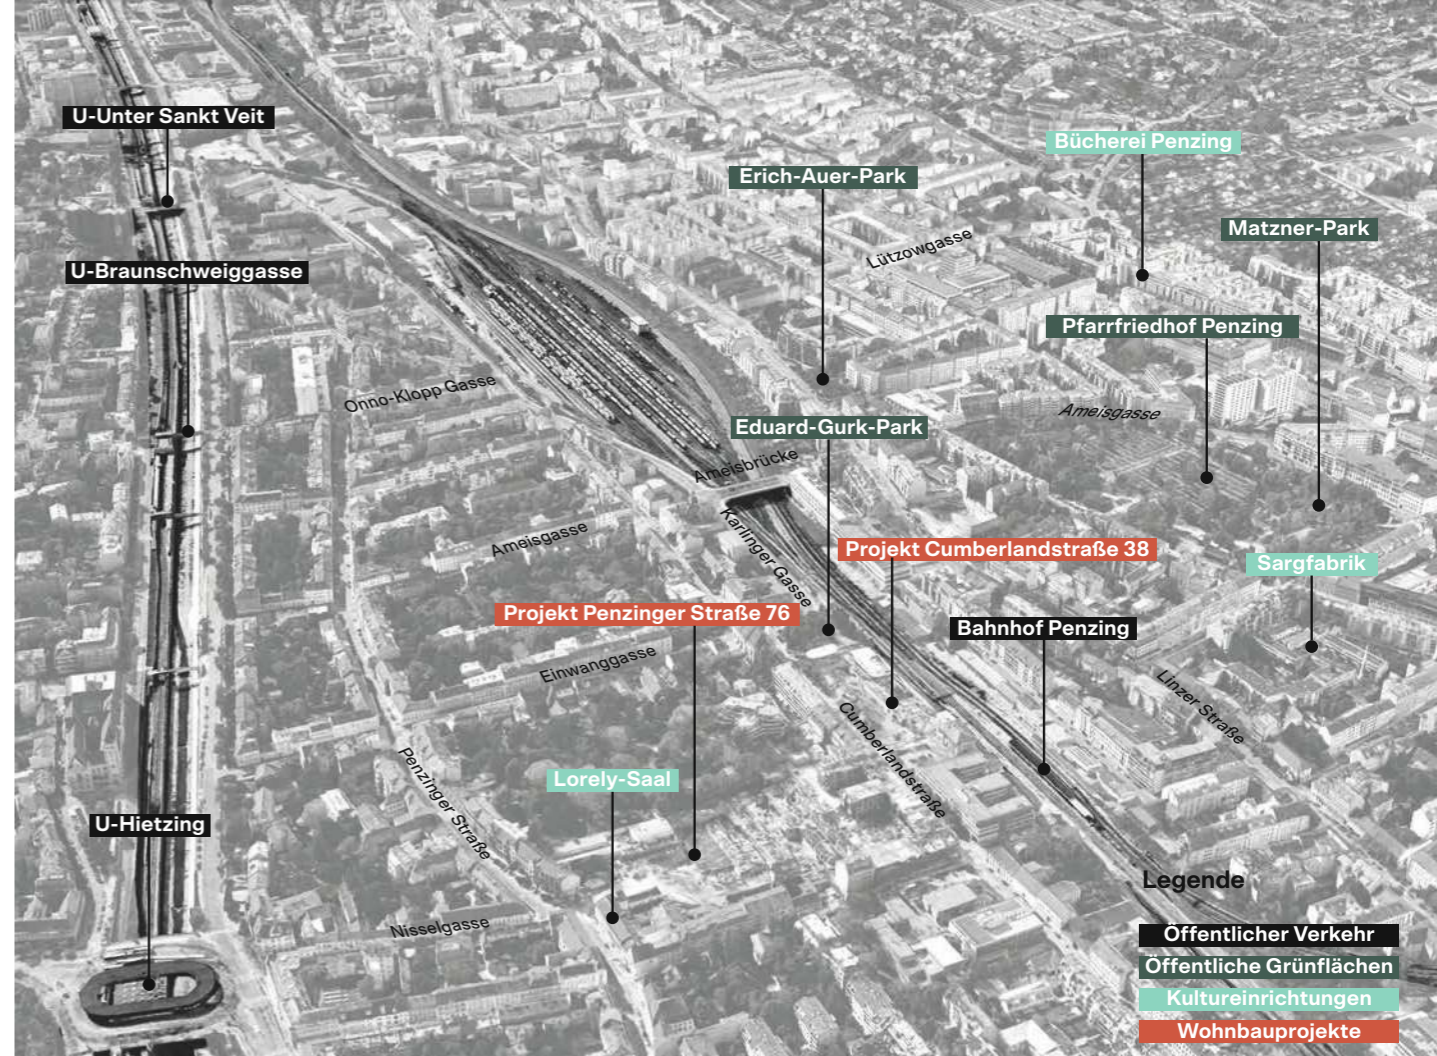 U-Unter Sankt Veit
Bücherei Penzing
Erich-Auer-Park
Matzner-Park
Lützowgasse
U-Braunschweiggasse
Pfarrfriedhof Penzing
Onno-Klopp Gasse
Ameisgasse
Eduard-Gurk-Park
Ameisbrücke
Ameisgasse
Karlinger Gasse
Projekt Cumberlandstraße 38
Sargfabrik
Projekt Penzinger Straße 76
Bahnhof Penzing
Einwanggasse
Linzer Straße
Cumberlandstraße
Penzinger Straße
Lorely-Saal
U-Hietzing
Nisselgasse
Legende
Öffentlicher Verkehr
Öffentliche Grünflächen
Kultureinrichtungen
Wohnbauprojekte